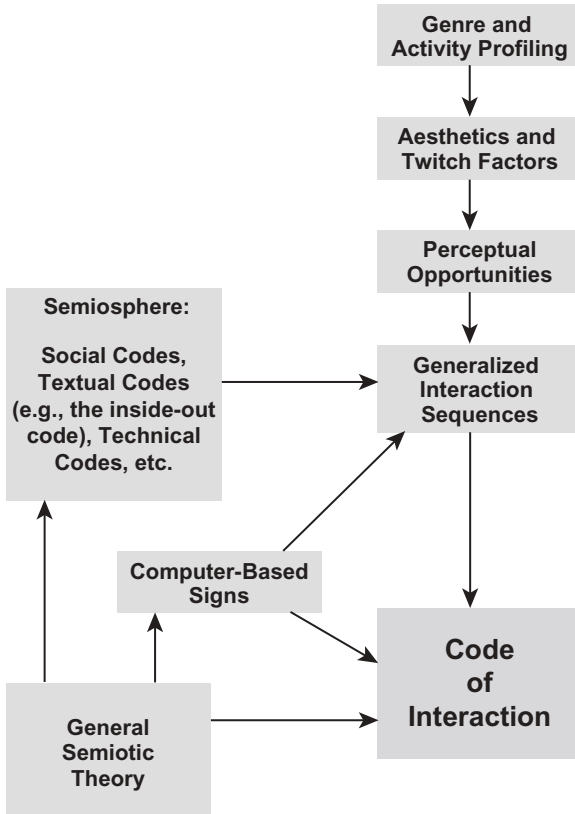 Genre and
Activity Profiling
Aesthetics and
Twitch Factors
Perceptual
Opportunities
Semiosphere:
Social Codes,
Textual Codes
(e.g., the inside-out
code), Technical
Codes, etc.
Generalized
Interaction
Sequences
Computer-Based
Signs
Code
of
Interaction
General
Semiotic
Theory